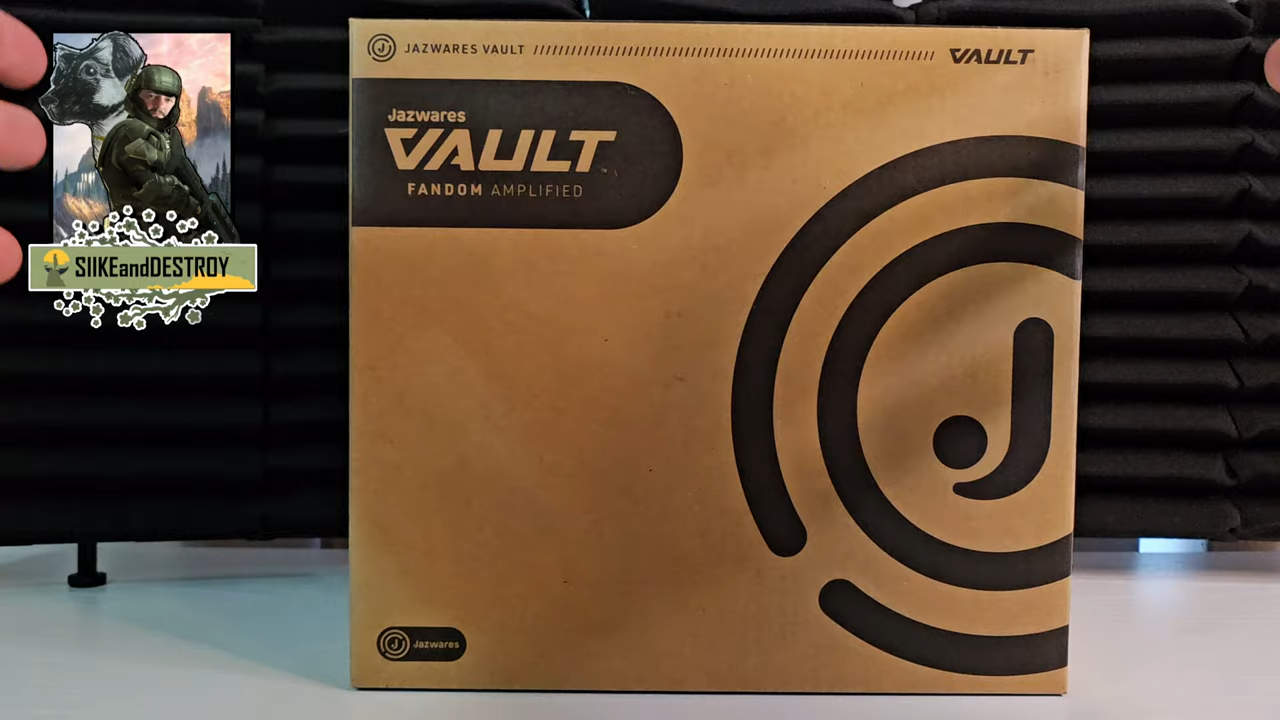 JAZWARES VAULT
VAULT
Jazwares
VAULT
FANDOM AMPLIFIED
SIIKEandDESTROY
Jazwares